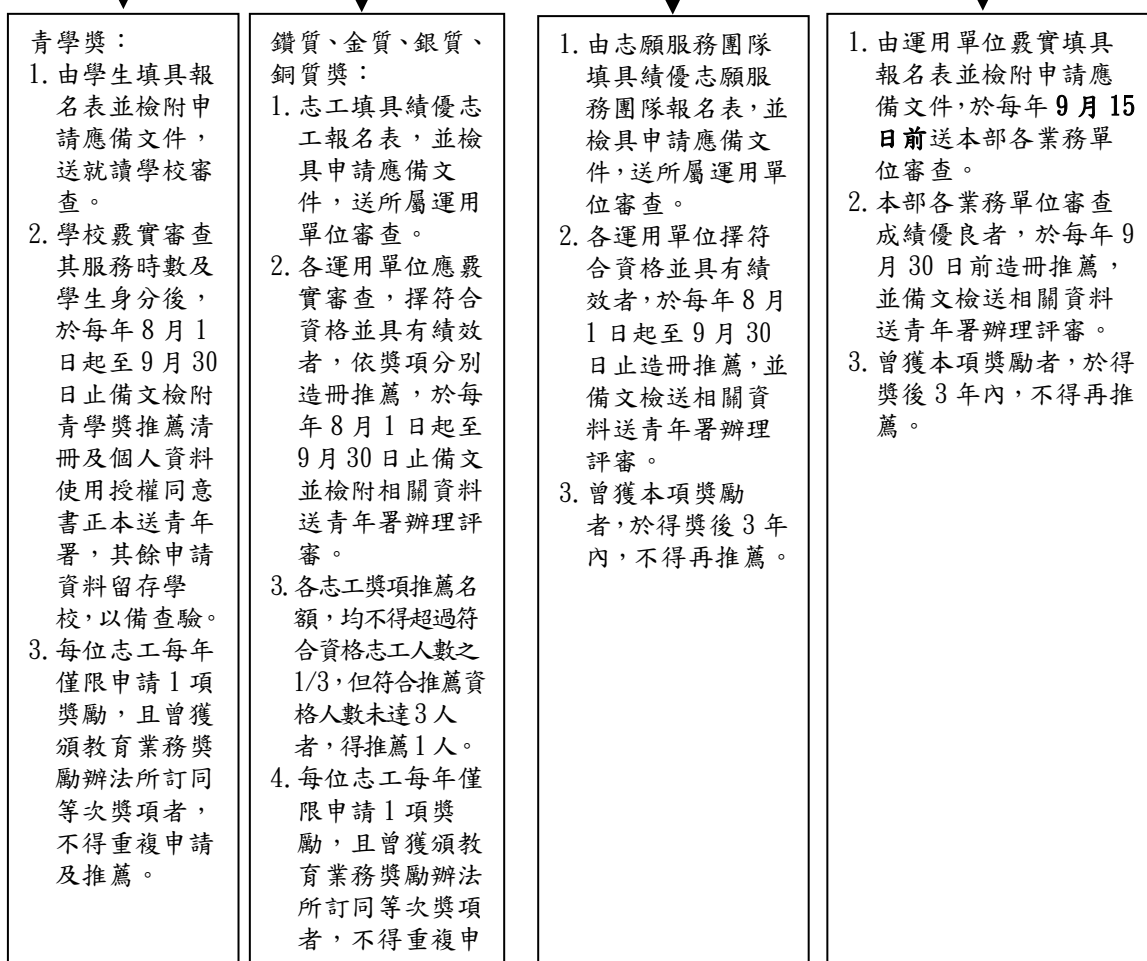 青學獎：
1. 由學生填具報
名表並檢附申
請應備文件，
送就讀學校審
查。
2. 學校覈實審查
其服務時數及
學生身分後，
於每年 8 月 1
日起至 9 月 30
日止備文檢附
青學獎推薦清
冊及個人資料
使用授權同意
書正本送青年
署，其餘申請
資料留存學
校，以備查驗。
3. 每位志工每年
僅限申請 1 項
獎勵，且曾獲
頒教育業務獎
勵辦法所訂同
等次獎項者，
不得重複申請
及推薦。
鑽質、金質、銀質、
銅質獎：
1. 志工填具績優志
工報名表，並檢
具申請應備文
件，送所屬運用
單位審查。
2. 各運用單位應覈
實審查，擇符合
資格並具有績效
者，依獎項分別
造冊推薦，於每
年 8 月 1 日起至
9 月 30 日止備文
並檢附相關資料
送青年署辦理評
審。
3. 各志工獎項推薦名
額，均不得超過符
合資格志工人數之
1/3，但符合推薦資
格人數未達 3 人
者，得推薦 1 人。
4. 每位志工每年僅
限申請 1 項獎
勵，且曾獲頒教
育業務獎勵辦法
所訂同等次獎項
者，不得重複申
1. 由志願服務團隊
填具績優志願服
務團隊報名表，並
檢具申請應備文
件，送所屬運用單
位審查。
2. 各運用單位擇符
合資格並具有績
效者，於每年 8 月
1 日起至 9 月 30
日止造冊推薦，並
備文檢送相關資
料送青年署辦理
評審。
3. 曾獲本項獎勵
者，於得獎後 3 年
內，不得再推薦。
1. 由運用單位覈實填具
報名表並檢附申請應
備文件，於每年 9 月 15
日前送本部各業務單
位審查。
2. 本部各業務單位審查
成績優良者，於每年 9
月 30 日前造冊推薦，
並備文檢送相關資料
送青年署辦理評審。
3. 曾獲本項獎勵者，於得
獎後 3 年內，不得再推
薦。